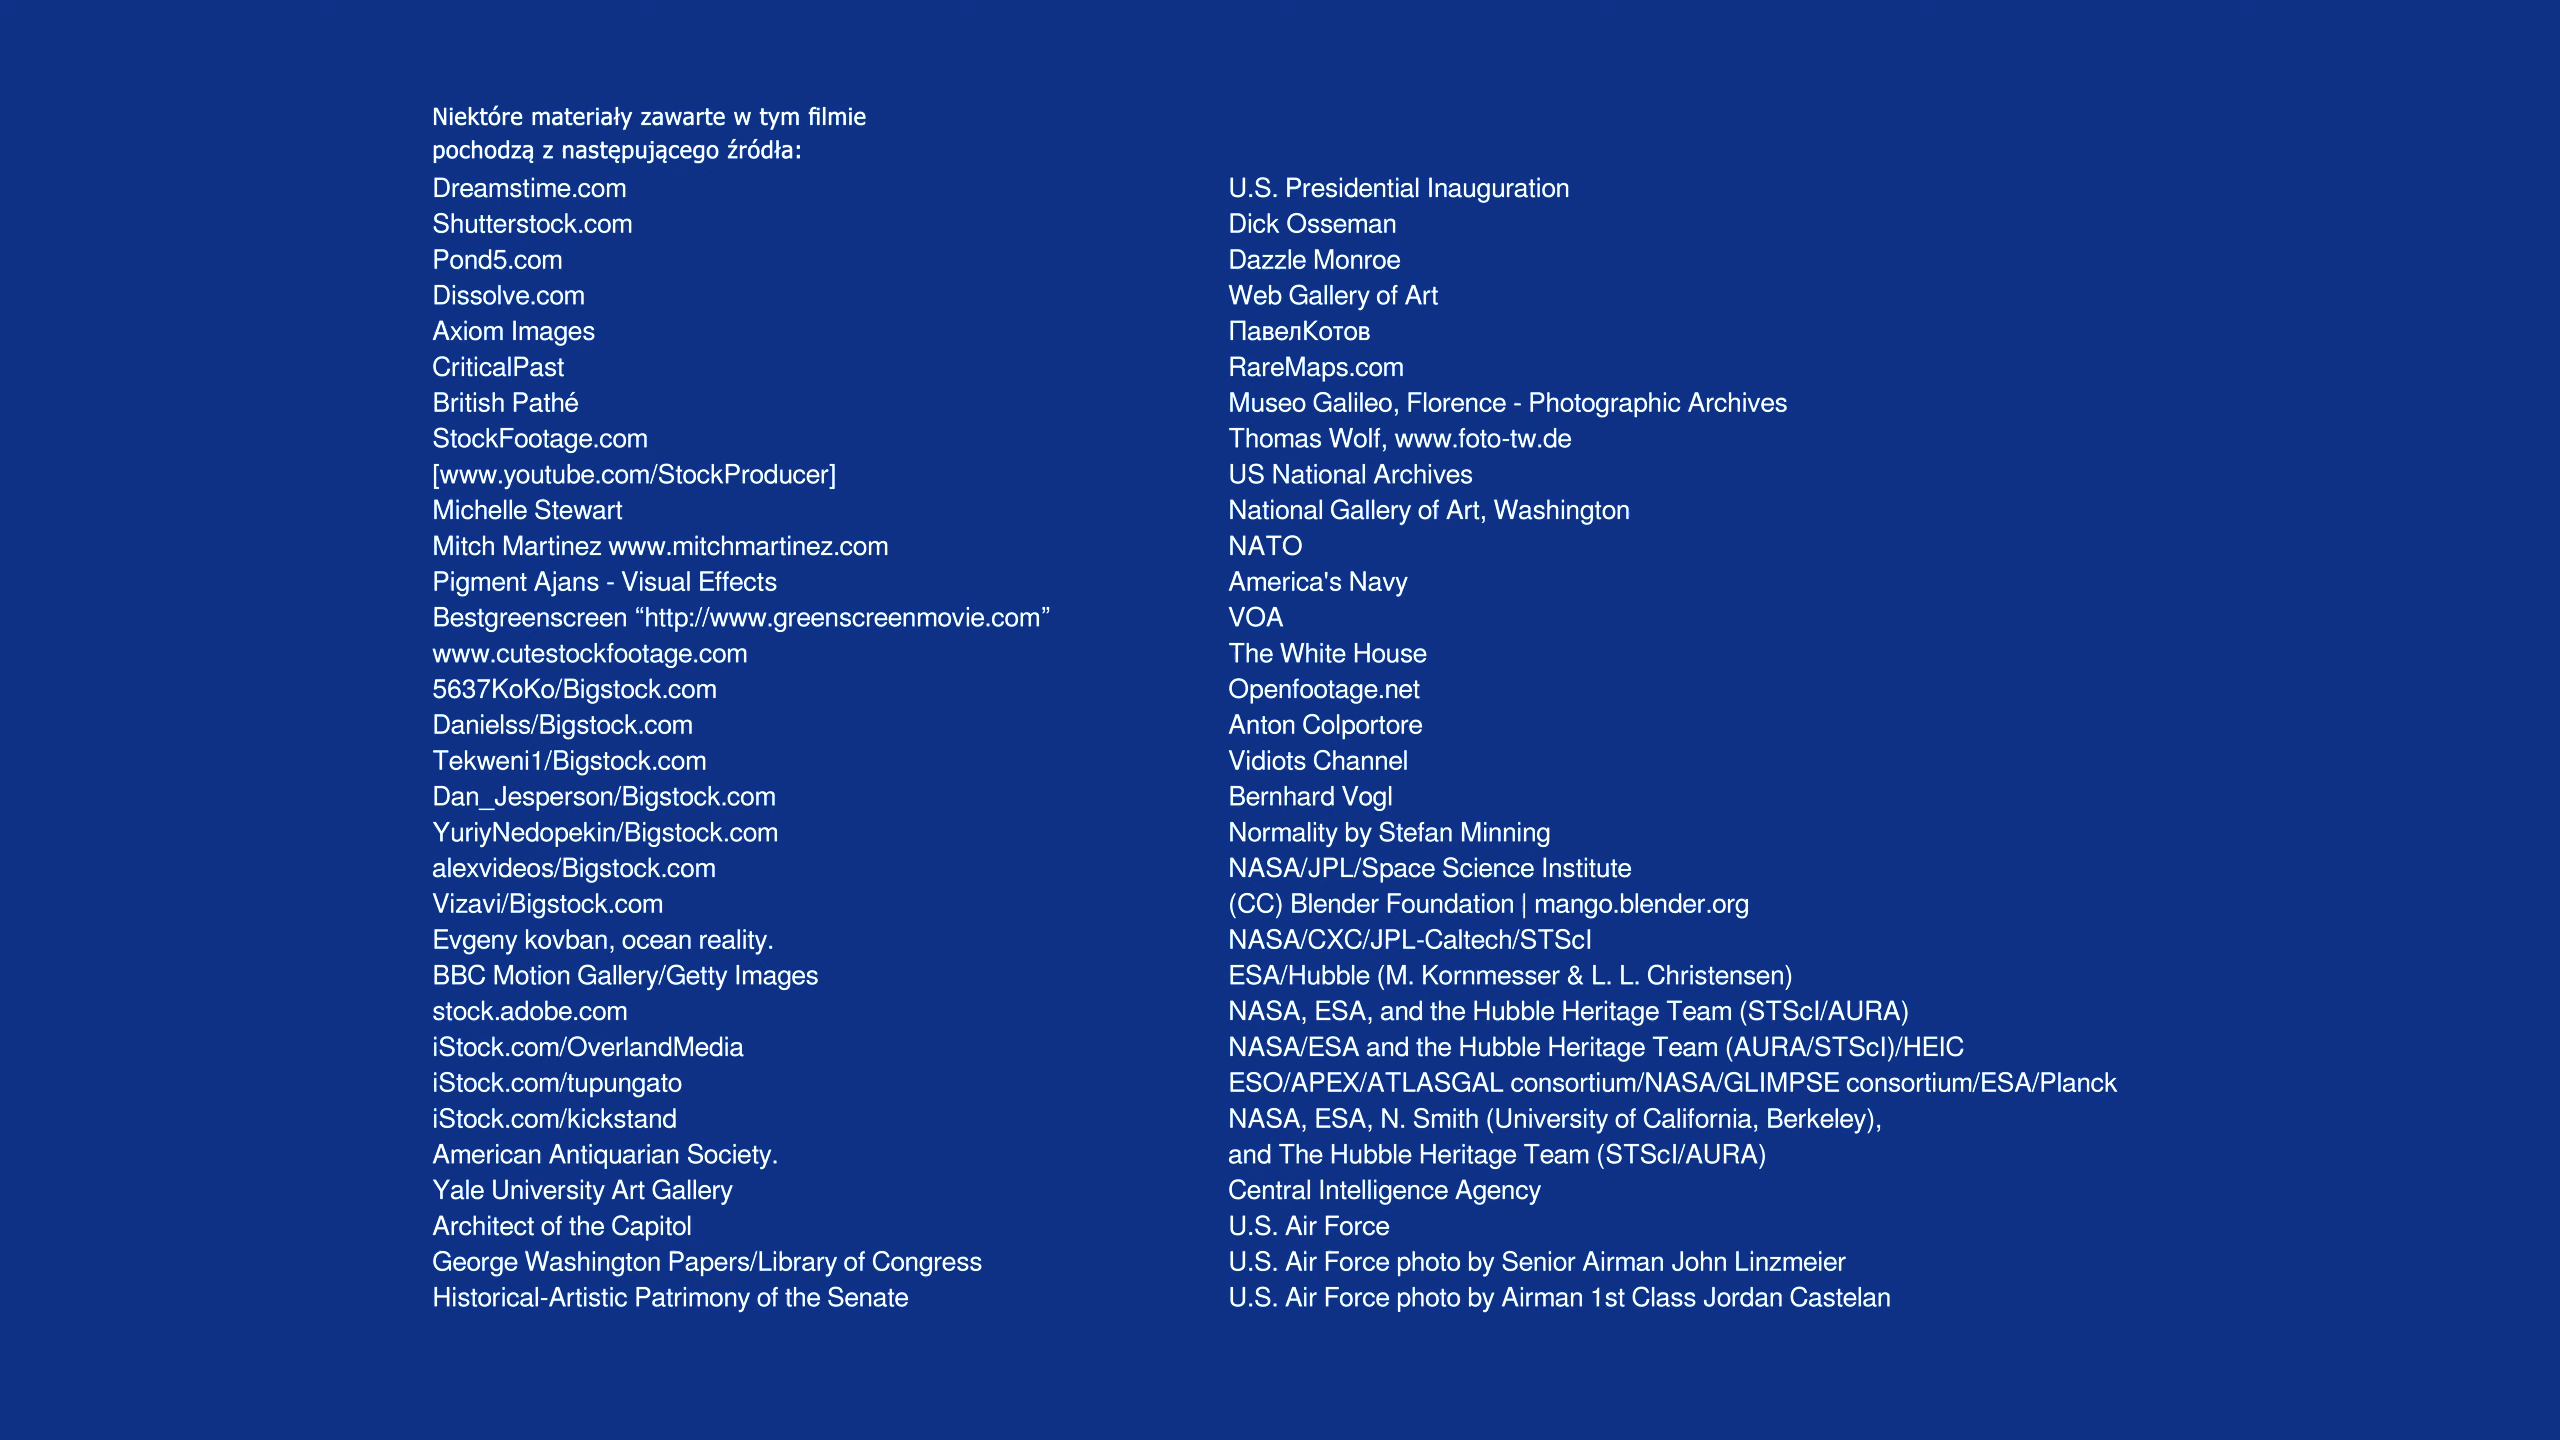 Niektóre materiały zawarte w tym filmie
pochodzą z następującego źródła:
Dreamstime.com
Shutterstock.com
Pond5.com
Dissolve.com
Axiom Images
CriticalPast
British Pathé
StockFootage.com
[www.youtube.com/StockProducer]
Michelle Stewart
Mitch Martinez www.mitchmartinez.com
Pigment Ajans - Visual Effects
Bestgreenscreen “http://www.greenscreenmovie.com”
www.cutestockfootage.com
5637KoKo/Bigstock.com
Danielss/Bigstock.com
Tekweni1/Bigstock.com
Dan_Jesperson/Bigstock.com
YuriyNedopekin/Bigstock.com
alexvideos/Bigstock.com
Vizavi/Bigstock.com
Evgeny kovban, ocean reality.
BBC Motion Gallery/Getty Images
stock.adobe.com
iStock.com/OverlandMedia
iStock.com/tupungato
iStock.com/kickstand
American Antiquarian Society.
Yale University Art Gallery
Architect of the Capitol
George Washington Papers/Library of Congress
Historical-Artistic Patrimony of the Senate
U.S. Presidential Inauguration
Dick Osseman
Dazzle Monroe
Web Gallery of Art
ПавелКотов
RareMaps.com
Museo Galileo, Florence - Photographic Archives
Thomas Wolf, www.foto-tw.de
US National Archives
National Gallery of Art, Washington
NATO
America's Navy
VOA
The White House
Openfootage.net
Anton Colportore
Vidiots Channel
Bernhard Vogl
Normality by Stefan Minning
NASA/JPL/Space Science Institute
(CC) Blender Foundation | mango.blender.org
NASA/CXC/JPL-Caltech/STScI
ESA/Hubble (M. Kornmesser & L. L. Christensen)
NASA, ESA, and the Hubble Heritage Team (STScI/AURA)
NASA/ESA and the Hubble Heritage Team (AURA/STScI)/HEIC
ESO/APEX/ATLASGAL consortium/NASA/GLIMPSE consortium/ESA/Planck
NASA, ESA, N. Smith (University of California, Berkeley),
and The Hubble Heritage Team (STScI/AURA)
Central Intelligence Agency
U.S. Air Force
U.S. Air Force photo by Senior Airman John Linzmeier
U.S. Air Force photo by Airman 1st Class Jordan Castelan